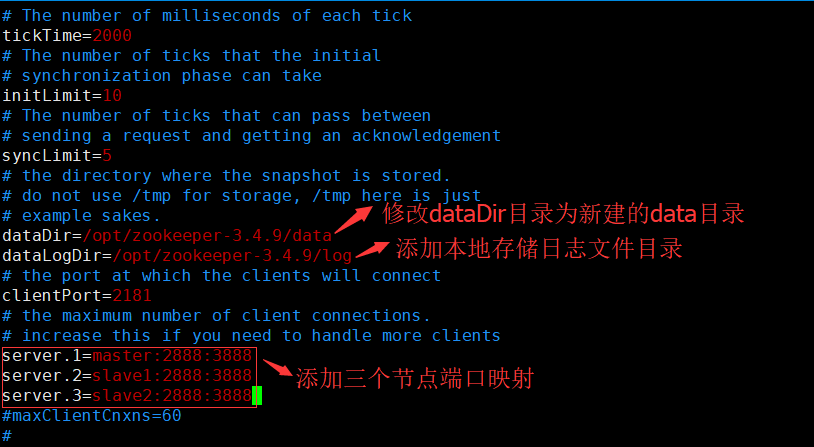 # The number of milliseconds of each tick
tickTime=2000
# The number of ticks that the initial
# synchronization phase can take
initLimit=10
# The number of ticks that can pass between
# sending a request and getting an acknowledgement
syncLimit=5
# the directory where the snapshot is stored.
# do not use /tmp for storage, /tmp here is just
# example sakes.
修改dataDir目录为新建的data目录
dataDir=/opt/zookeeper-3.4.9/data
dataLogDir=/opt/zookeeper-3.4.9/log
添加本地存储日志文件目录
# the port at which the clients will connect
clientPort=2181
# the maximum number of client connections.
# increase this if you need to handle more clients
server.1=master:2888:3888
server.2=slave1:2888:3888
server.3=slave2:2888:3888
添加三个节点端口映射
#maxClientCnxns=60
#